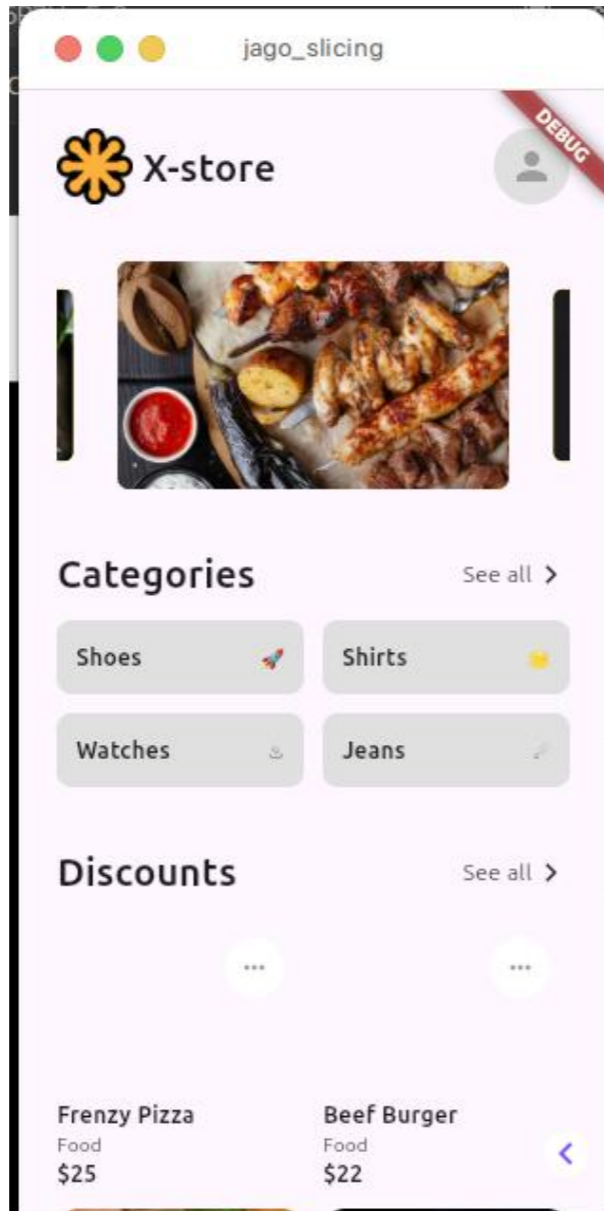 jago_slicing
DEBUG
X-store
Categories
See all
Shoes
Shirts
Watches
Jeans
Discounts
See all
Frenzy Pizza
Beef Burger
Food
Food
$25
$22